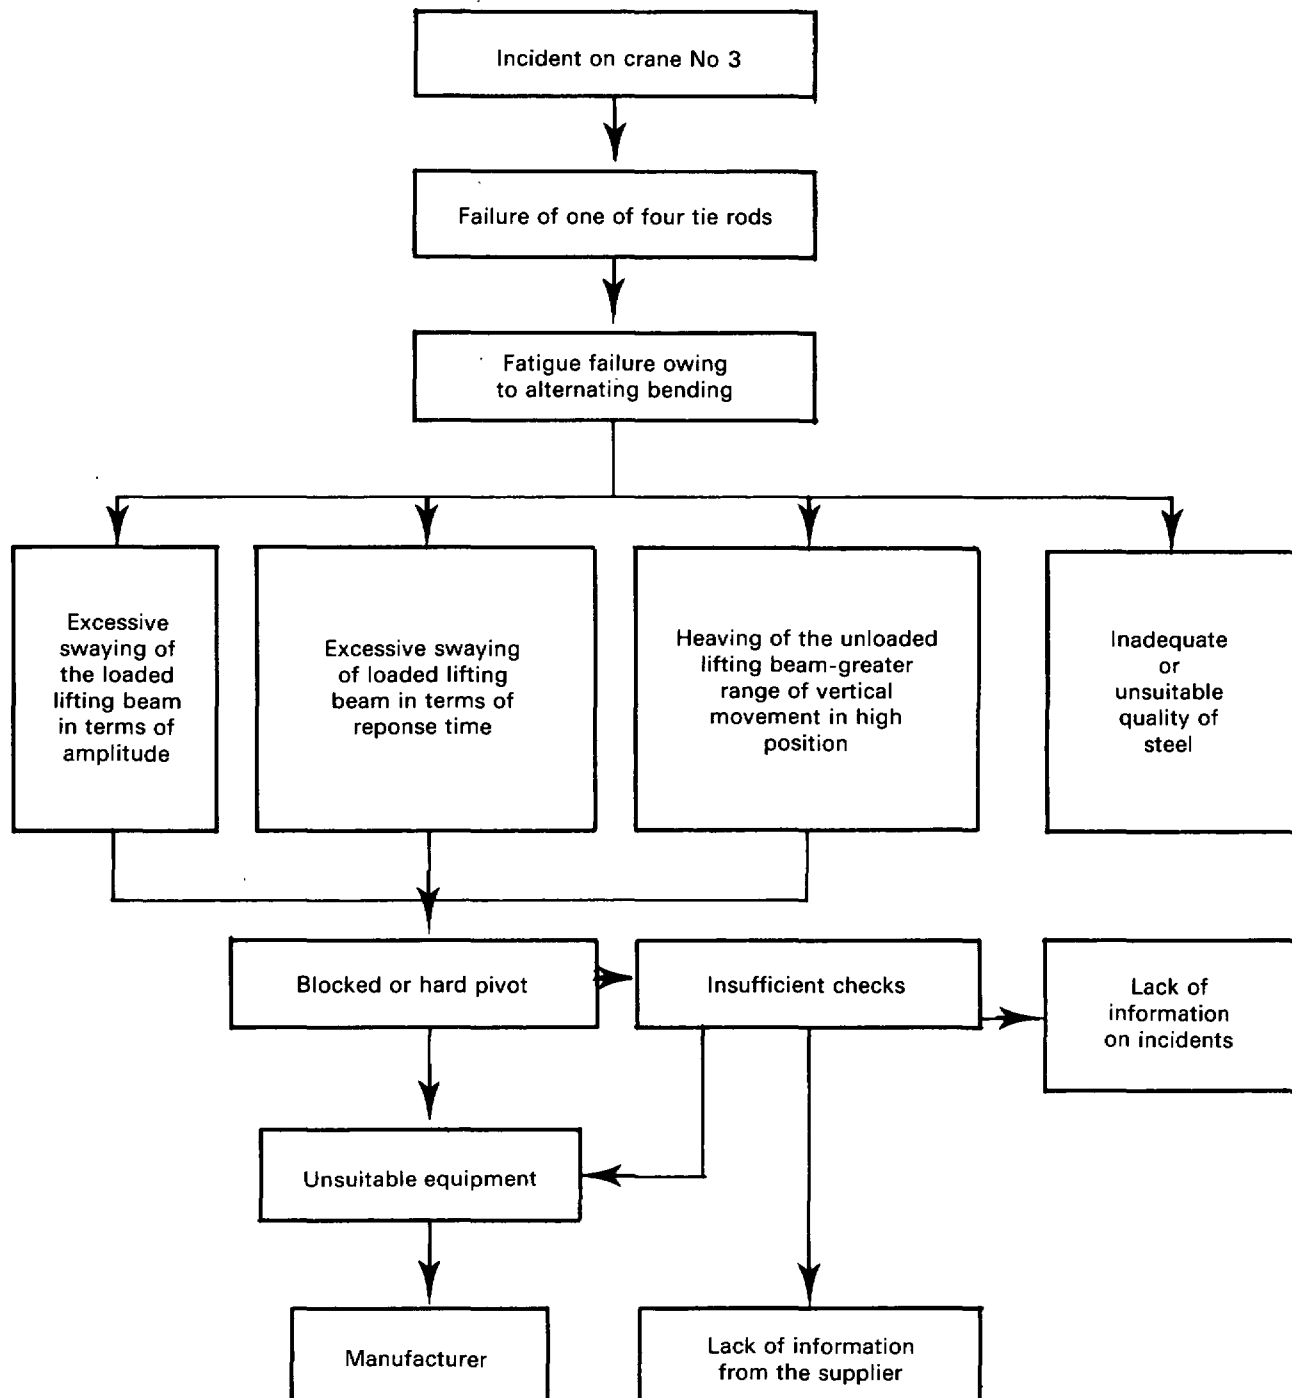 Incident on crane No 3
Failure of one of four tie rods
Fatigue failure owing
to alternating bending
Excessive
swaying of
the loaded
lifting beam
in terms of
amplitude
Excessive swaying
of loaded lifting
beam in terms of
reponse time
Heaving of the unloaded
lifting beam-greater
range of vertical
movement in high
position
Inadequate
or
unsuitable
quality of
steel
Blocked or hard pivot
Insufficient checks
Lack of
information
on incidents
Unsuitable equipment
Manufacturer
Lack of information
from the supplier